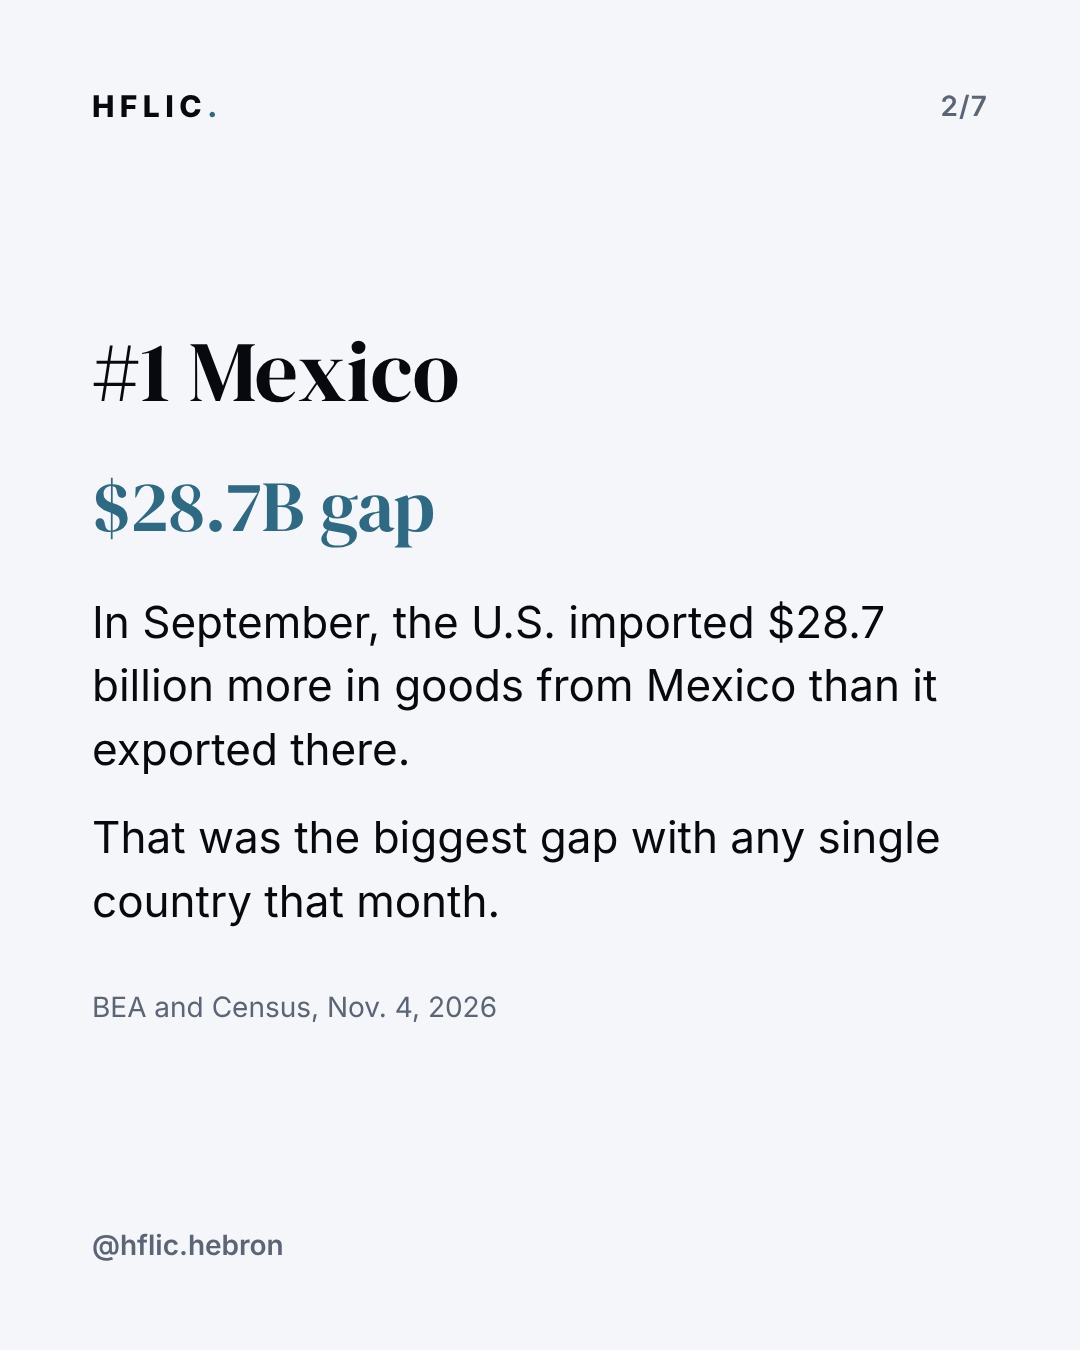 HFLIC.
2/7
#1 Mexico
$28.7B gap
In September, the U.S. imported $28.7
billion more in goods from Mexico than it
exported there.
That was the biggest gap with any single
country that month.
BEA and Census, Nov. 4, 2026
@hflic.hebron